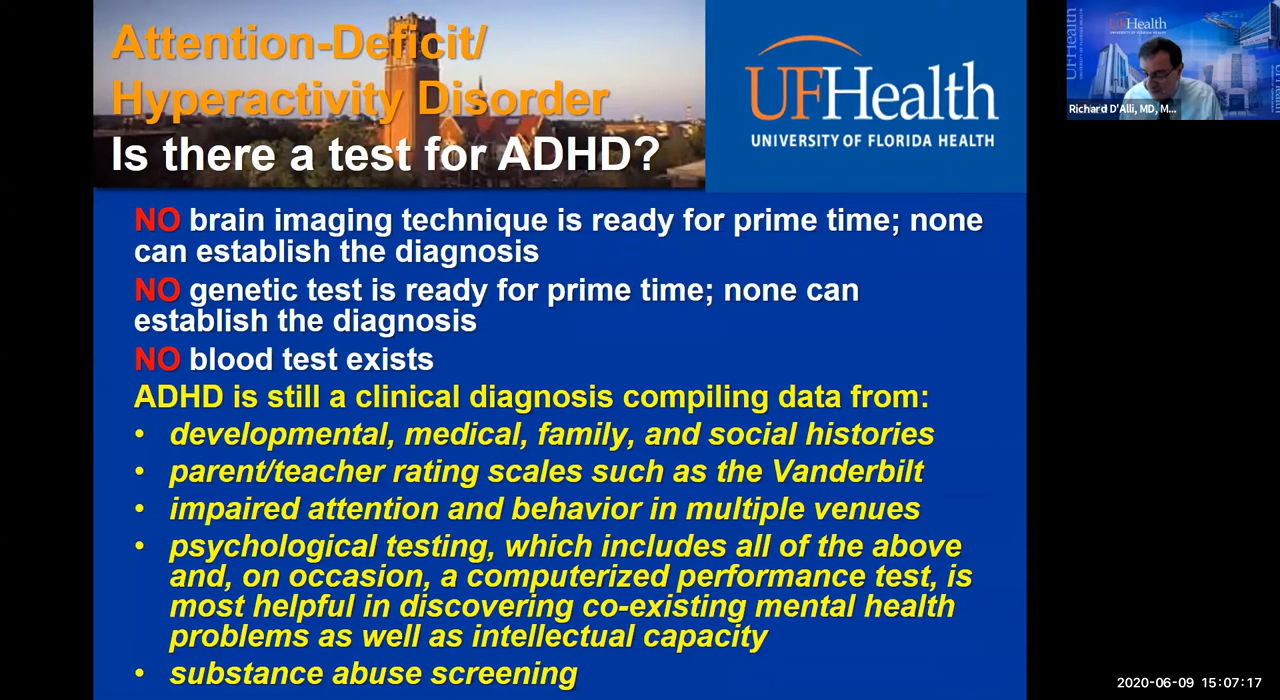 Attention-Deficit/
Hyperactivity Disorder
Is there a test for ADHD?
UFHealth
UNIVERSITY OF FLORIDA HEALTH
UFHealth
UFHealth
Richard D'Alli, MD, M...
NO brain imaging technique is ready for prime time; none
can establish the diagnosis
NO genetic test is ready for prime time; none can
establish the diagnosis
NO blood test exists
ADHD is still a clinical diagnosis compiling data from:
• developmental, medical, family, and social histories
• parent/teacher rating scales such as the Vanderbilt
• impaired attention and behavior in multiple venues
• psychological testing, which includes all of the above
and, on occasion, a computerized performance test, is
most helpful in discovering co-existing mental health
problems as well as intellectual capacity
• substance abuse screening
2020-06-09 15:07:17